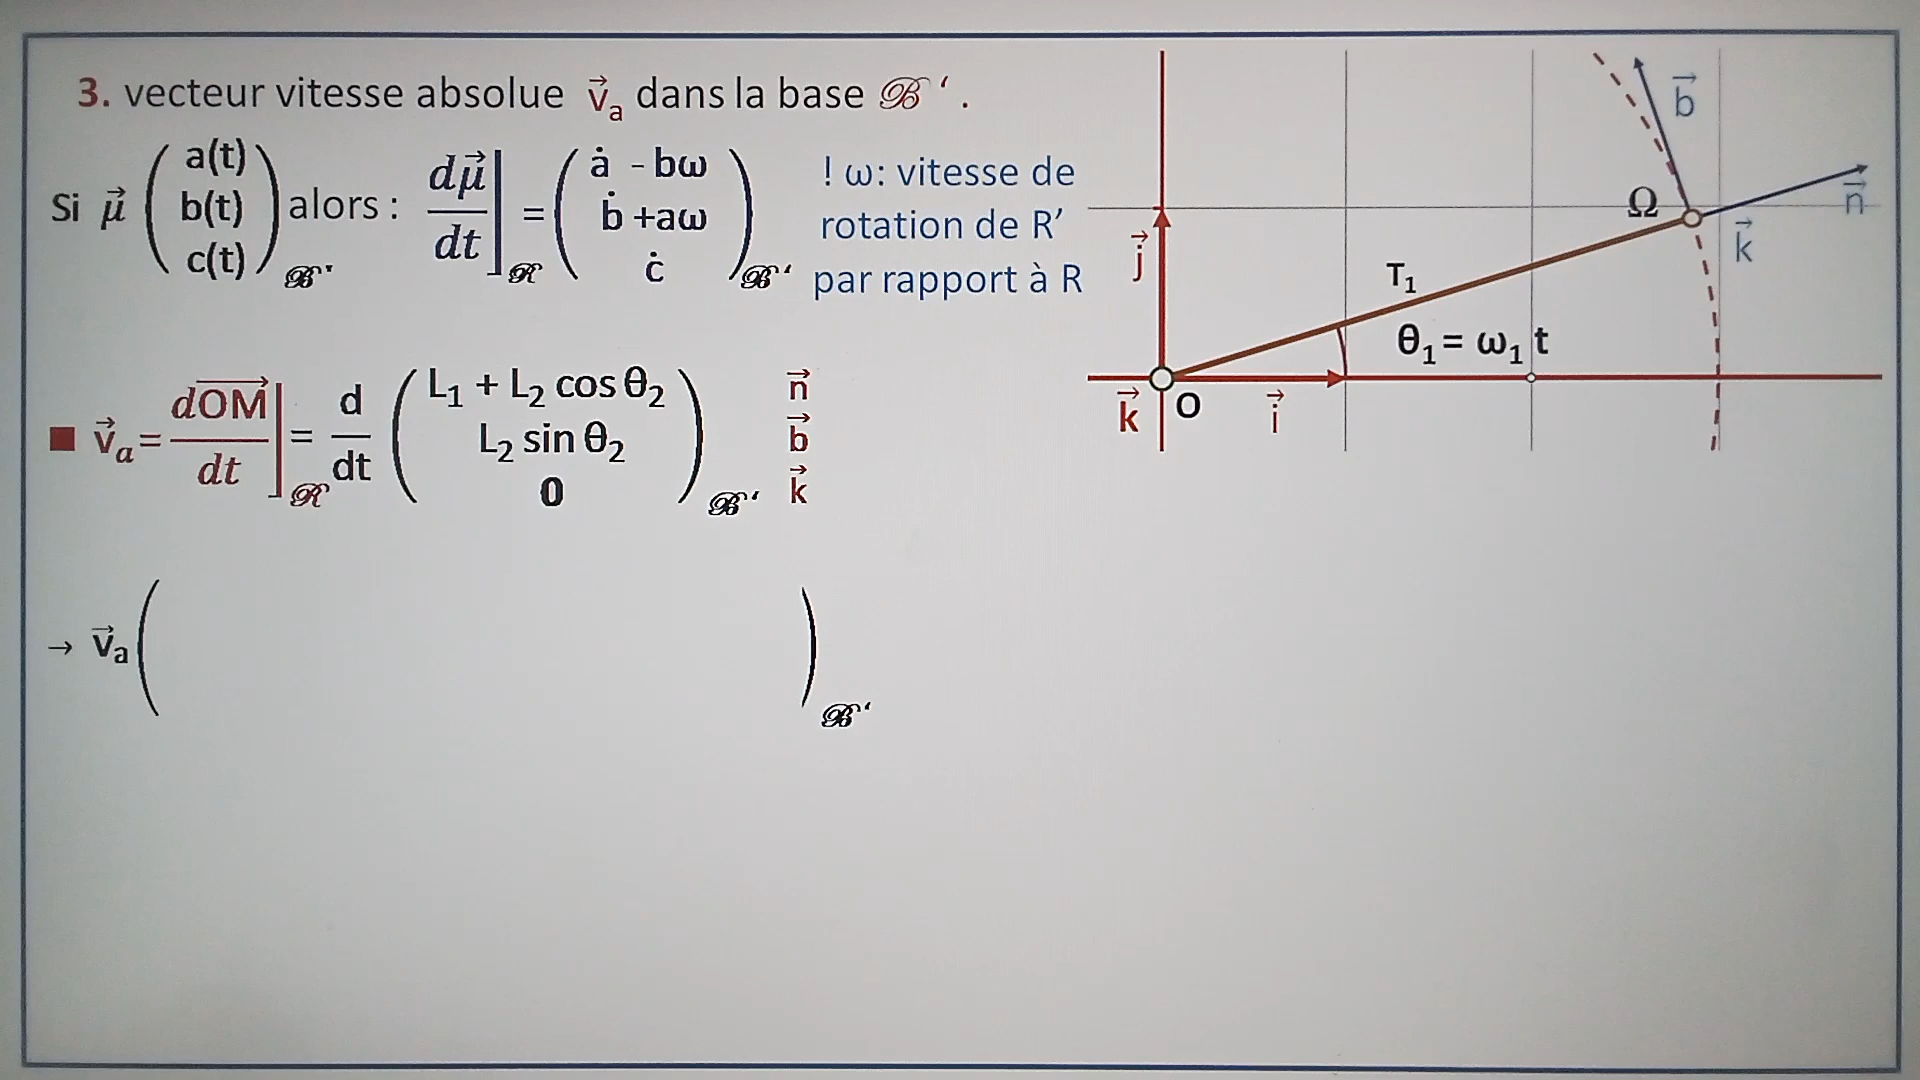 3. vecteur vitesse absolue v⃗a dans la base ℬ ‘ .
Si μ⃗ ( a(t) b(t) c(t) )ℬ' alors : dμ⃗/dt |ℛ = ( ȧ - bω ḃ +aω ċ )ℬ‘
! ω: vitesse de
rotation de R’
par rapport à R
■ v⃗a = dOM⃗/dt |ℛ = d/dt ( L1 + L2 cos θ2 L2 sin θ2 0 )ℬ‘ n⃗ b⃗ k⃗
→ v⃗a ( )ℬ‘
b⃗
Ω
n⃗
k⃗
j⃗
T1
θ1 = ω1 t
k⃗
O
i⃗